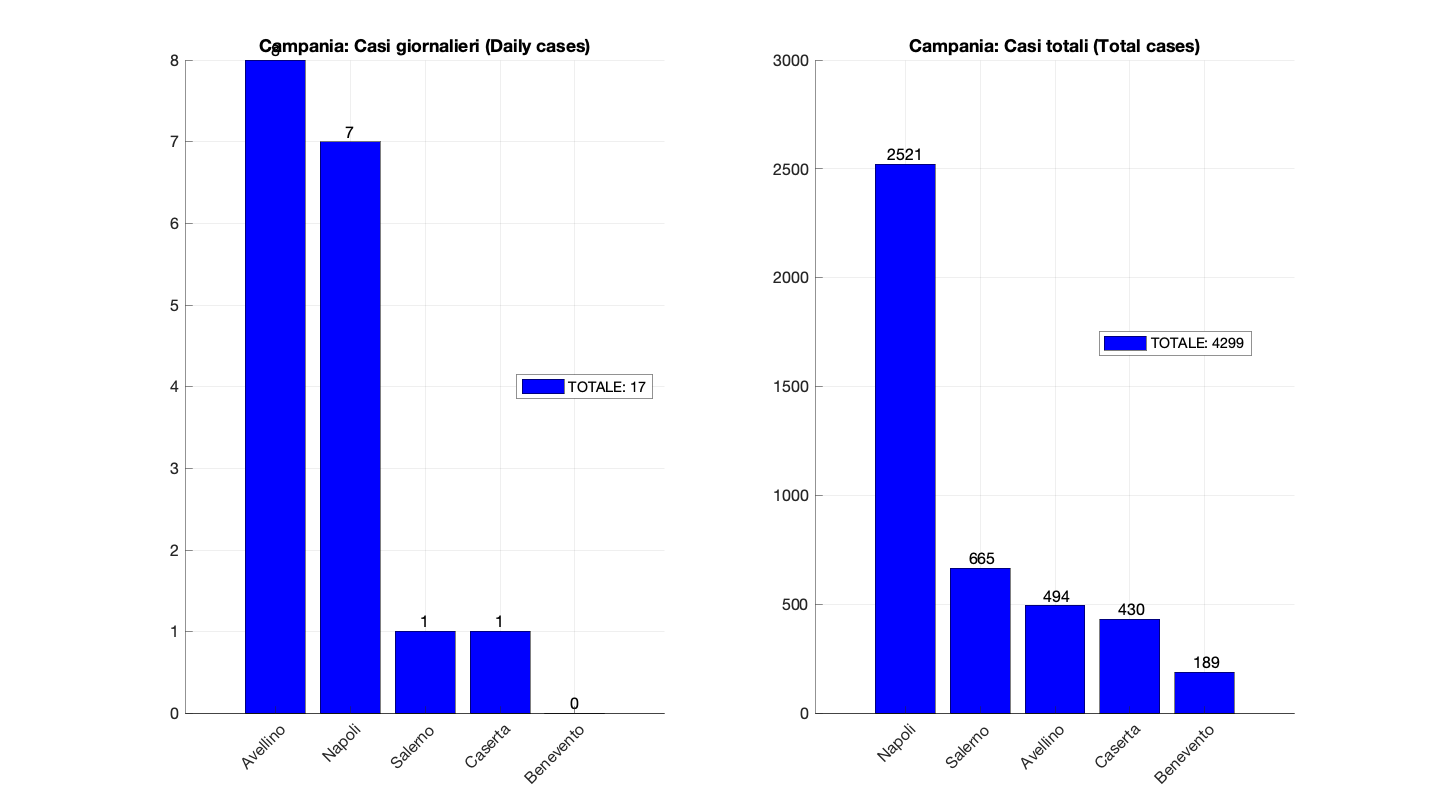 Campania: Casi giornalieri (Daily cases)
8
8
7
7
6
5
4
3
2
1
0
1
1
0
TOTALE: 17
Avellino
Napoli
Salerno
Caserta
Benevento
Campania: Casi totali (Total cases)
3000
2500
2000
1500
1000
500
0
2521
665
494
430
189
TOTALE: 4299
Napoli
Salerno
Avellino
Caserta
Benevento